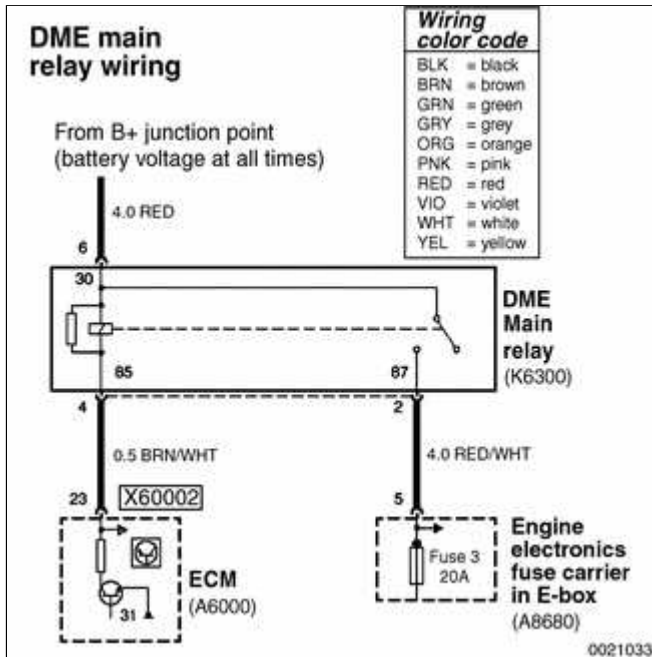 DME main
relay wiring
Wiring
color code
BLK = black
BRN = brown
GRN = green
GRY = grey
ORG = orange
PNK = pink
RED = red
VIO = violet
WHT = white
YEL = yellow
From B+ junction point
(battery voltage at all times)
4.0 RED
6
30
DME
Main
relay
(K6300)
85
87
4
2
0.5 BRN/WHT
4.0 RED/WHT
23
X60002
5
ECM
(A6000)
31
Fuse 3
20A
Engine
electronics
fuse carrier
in E-box
(A8680)
0021033